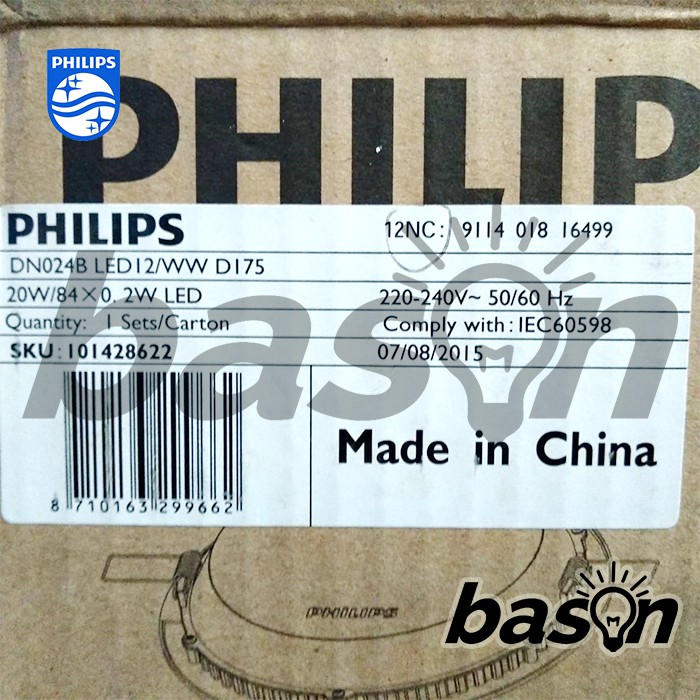 PHILIPS
PHILIP
PHILIPS
12NC: 9114 018 16499
DN024B LED12/WW D175
20W/84×0.2W LED
220-240V~ 50/60 Hz
Quantity: 1 Sets/Carton
Comply with: IEC60598
SKU: 101428622
07/08/2015
bason
Made in China
8 710163 299662
PHILIPS
bason